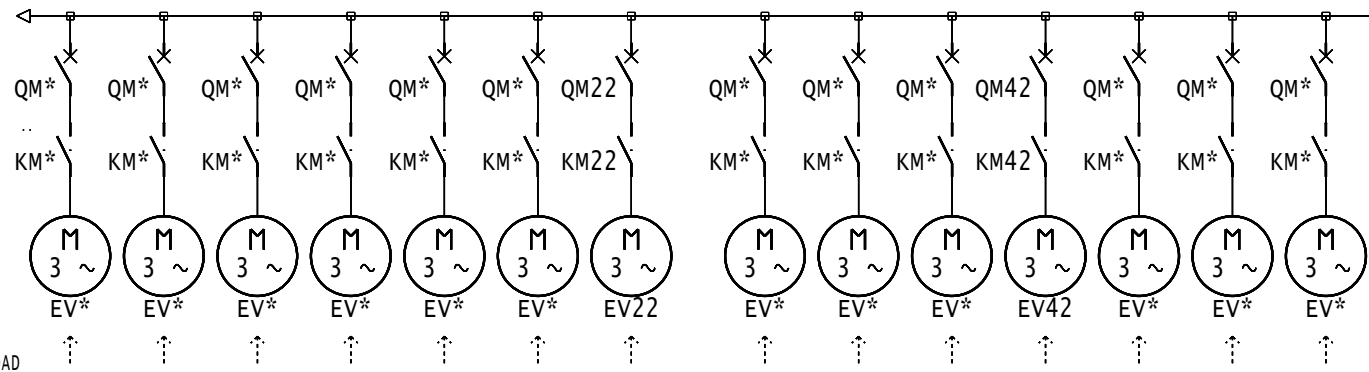 QM* QM* QM* QM* QM* QM* QM22 QM* QM* QM* QM42 QM* QM* QM*
KM* KM* KM* KM* KM* KM* KM22 KM* KM* KM* KM42 KM* KM* KM*
M M M M M M M M M M M M M M
3 ~ 3 ~ 3 ~ 3 ~ 3 ~ 3 ~ 3 ~ 3 ~ 3 ~ 3 ~ 3 ~ 3 ~ 3 ~ 3 ~
EV* EV* EV* EV* EV* EV* EV22 EV* EV* EV* EV42 EV* EV* EV*